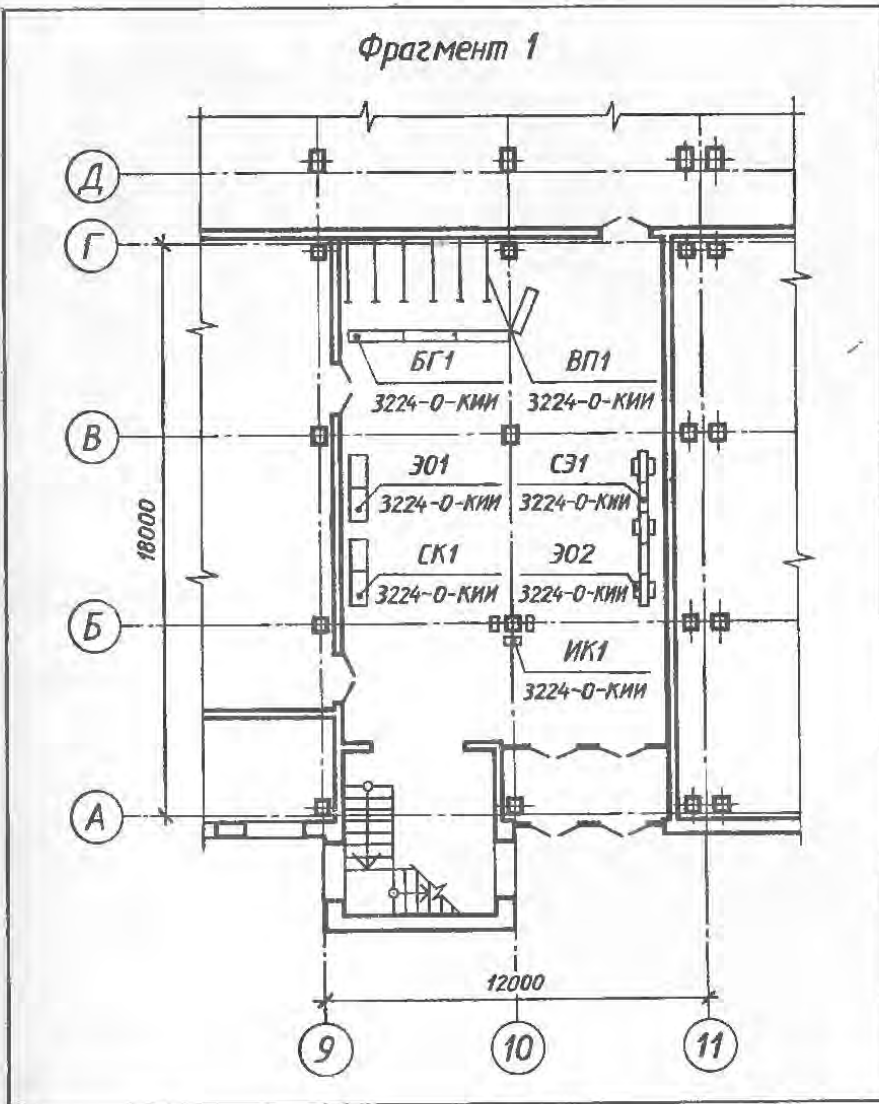 Фрагмент 1
Д
Г
БГ1 ВП1
3224-0-КИИ 3224-0-КИИ
В
ЭО1 СЭ1
3224-0-КИИ 3224-0-КИИ
18000
СК1 ЭО2
3224-0-КИИ 3224-0-КИИ
Б
ИК1
3224-0-КИИ
А
12000
9 10 11